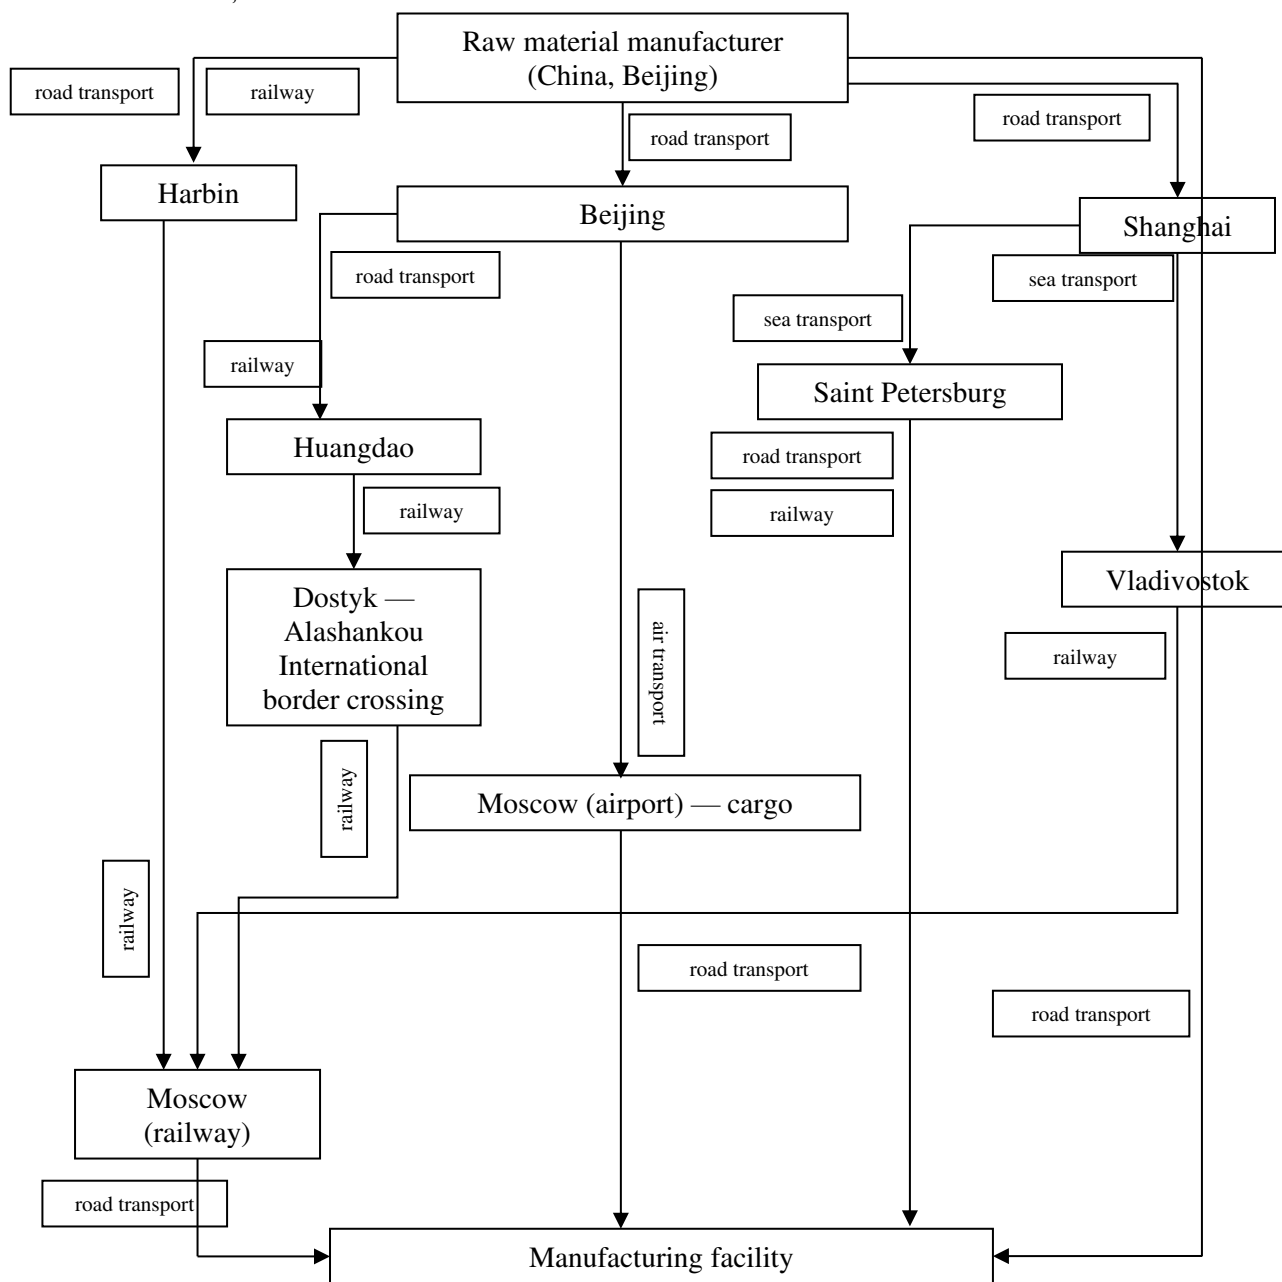 Raw material manufacturer
(China, Beijing)
road transport
railway
road transport
road transport
Harbin
Beijing
Shanghai
road transport
sea transport
sea transport
railway
Saint Petersburg
Huangdao
road transport
railway
railway
Dostyk —
Alashankou
International
border crossing
Vladivostok
air transport
railway
railway
Moscow (airport) — cargo
railway
road transport
road transport
Moscow
(railway)
road transport
Manufacturing facility